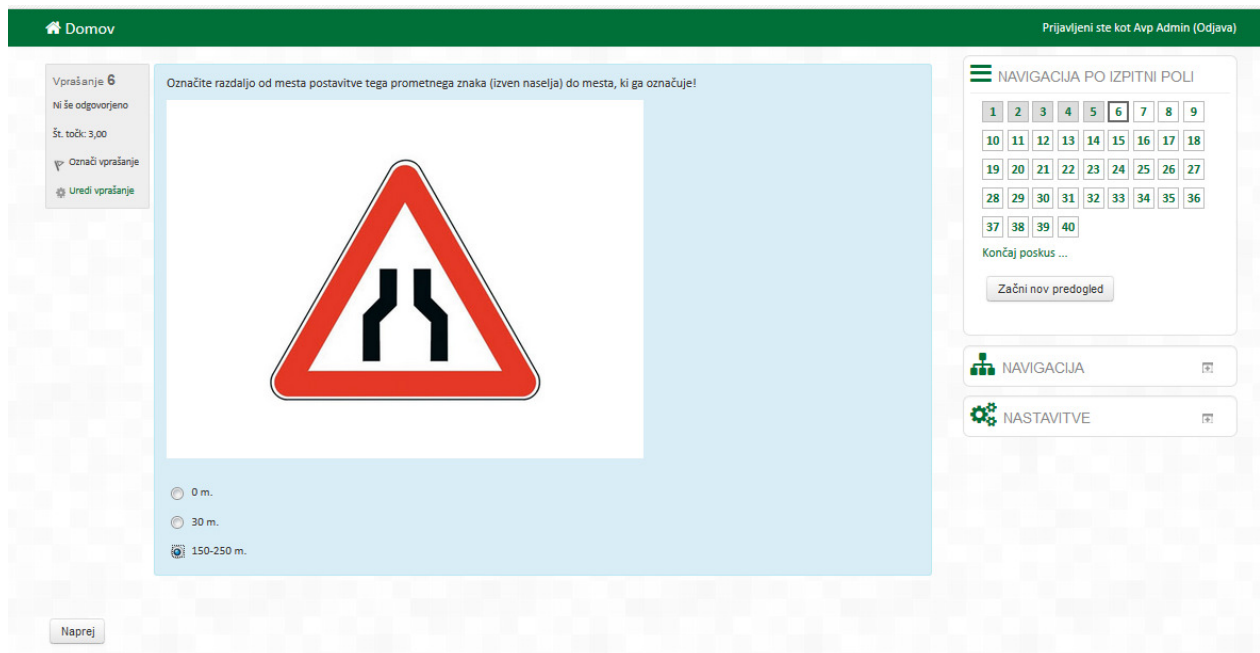 Domov
Prijavljeni ste kot Avp Admin (Odjava)
Vprašanje 6
Ni še odgovorjeno
Št. točk: 3,00
Označi vprašanje
Uredi vprašanje
Označite razdaljo od mesta postavitve tega prometnega znaka (izven naselja) do mesta, ki ga označuje!
0 m.
30 m.
150-250 m.
Naprej
NAVIGACIJA PO IZPITNI POLI
1 2 3 4 5 6 7 8 9
10 11 12 13 14 15 16 17 18
19 20 21 22 23 24 25 26 27
28 29 30 31 32 33 34 35 36
37 38 39 40
Končaj poskus ...
Začni nov predogled
NAVIGACIJA
NASTAVITVE